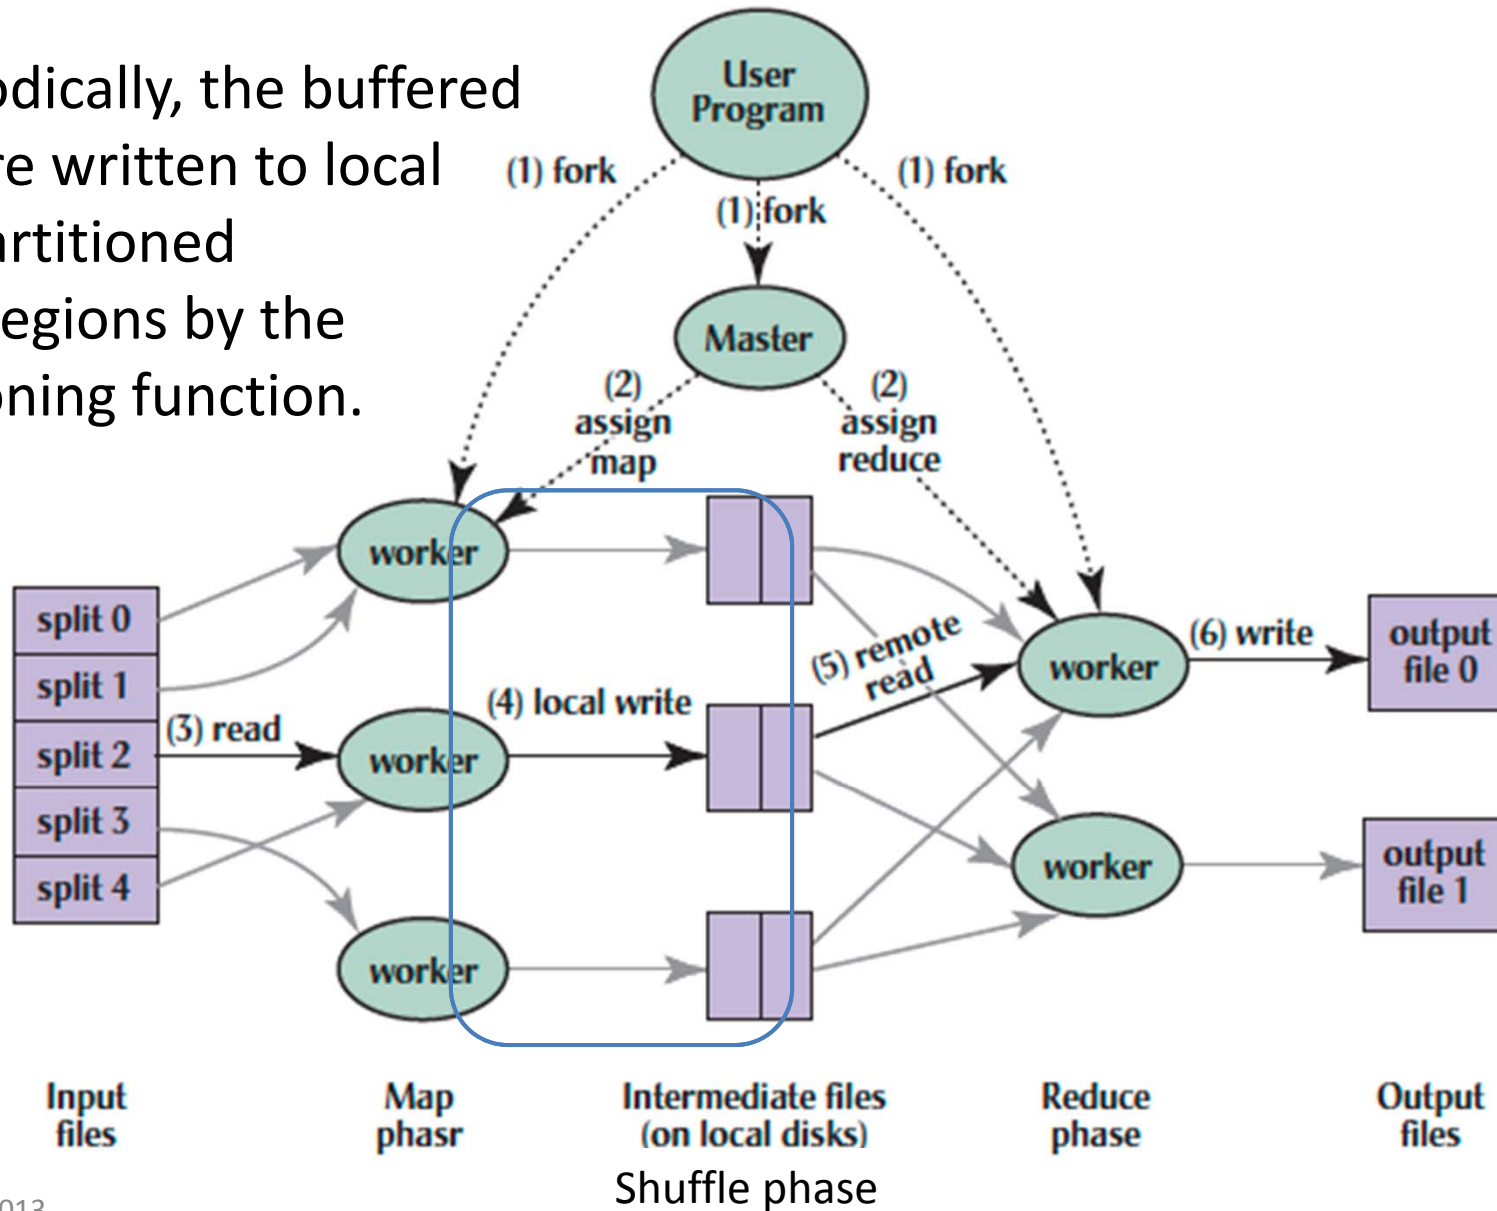 odically, the buffered
re written to local
artitioned
egions by the
oning function.
User
Program
(1) fork
(1) fork
(1) fork
Master
(2)
assign
map
(2)
assign
reduce
worker
worker
worker
split 0
split 1
split 2
split 3
split 4
(3) read
(4) local write
(5) remote
read
worker
worker
(6) write
output
file 0
output
file 1
Input
files
Map
phasr
Intermediate files
(on local disks)
Reduce
phase
Output
files
Shuffle phase